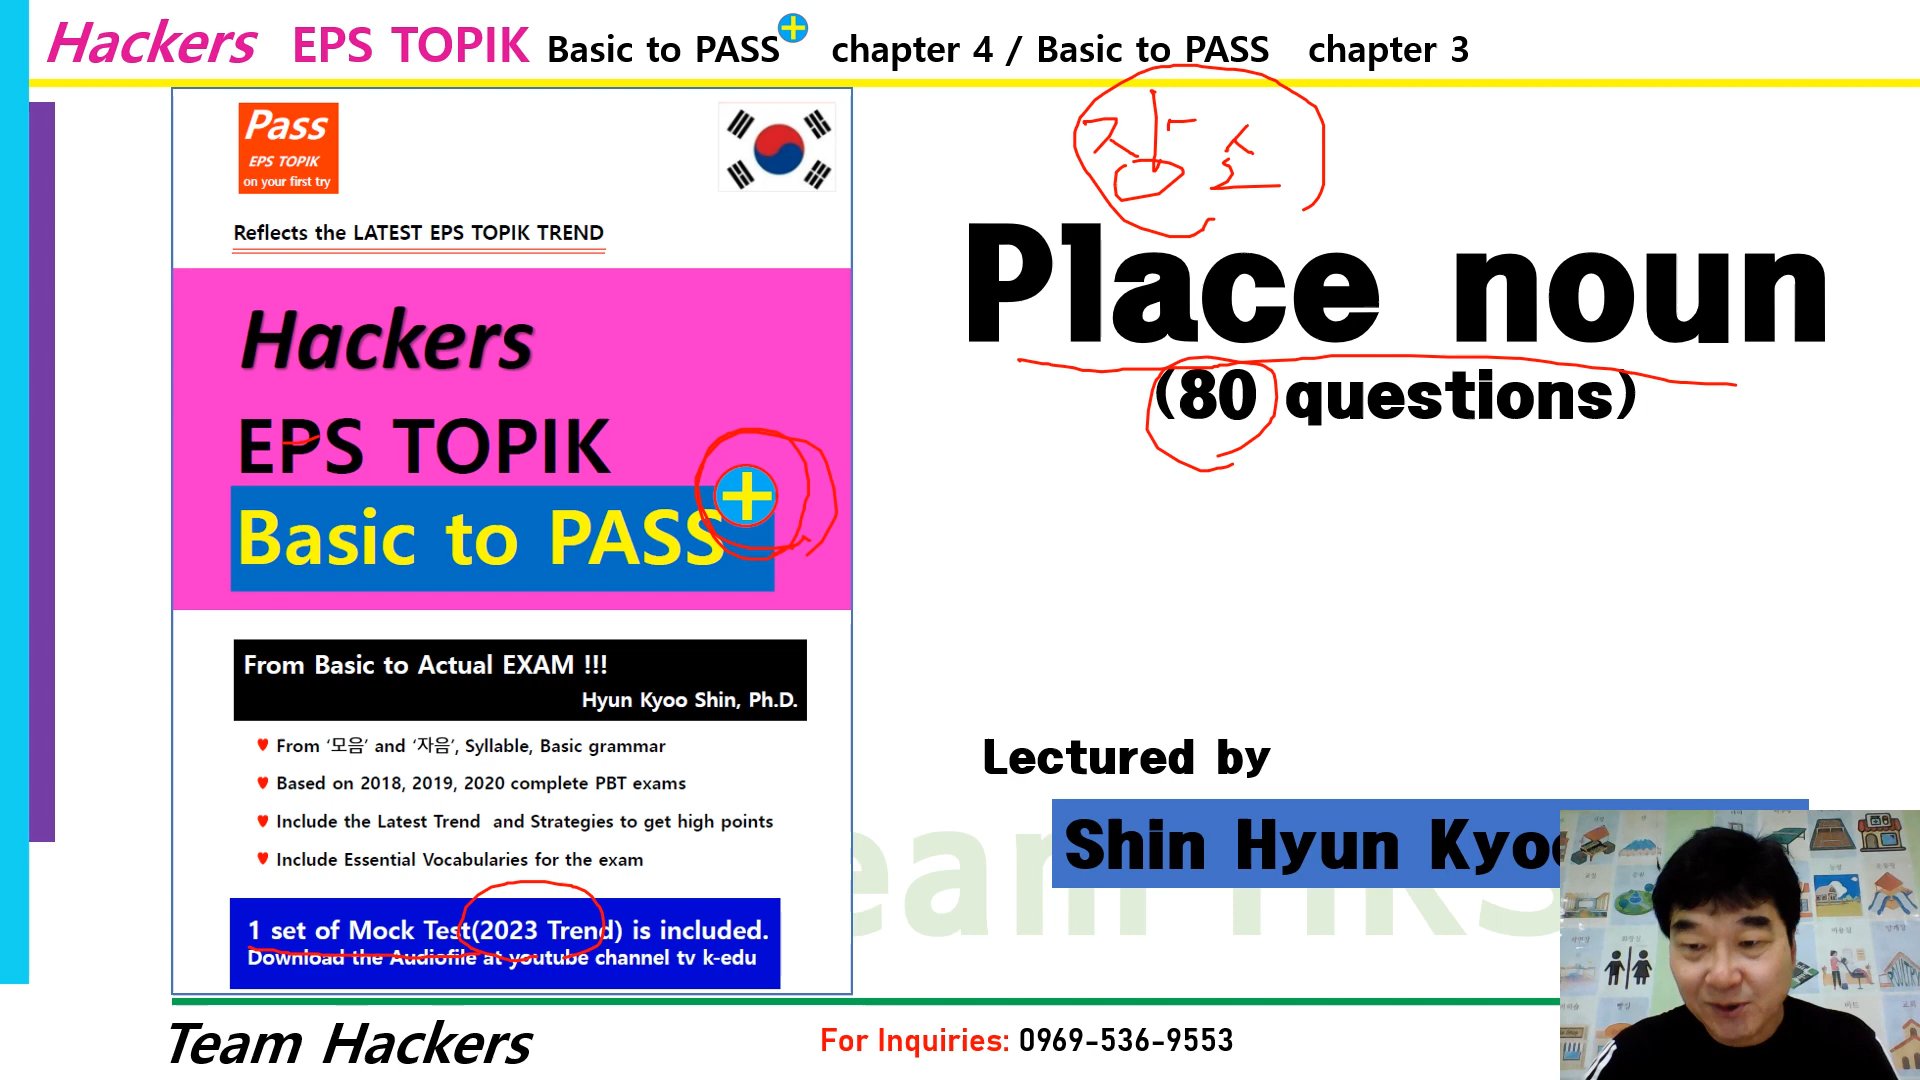 Hackers EPS TOPIK Basic to PASS+ chapter 4 / Basic to PASS chapter 3
Pass
EPS TOPIK
on your first try
Reflects the LATEST EPS TOPIK TREND
Hackers
EPS TOPIK
Basic to PASS+
From Basic to Actual EXAM !!!
Hyun Kyoo Shin, Ph.D.
♥ From ‘모음’ and ‘자음’, Syllable, Basic grammar
♥ Based on 2018, 2019, 2020 complete PBT exams
♥ Include the Latest Trend and Strategies to get high points
♥ Include Essential Vocabularies for the exam
1 set of Mock Test(2023 Trend) is included.
Download the Audiofile at youtube channel tv k-edu
장소
Place noun
(80 questions)
Lectured by
Shin Hyun Kyoo
Team Hackers
For Inquiries: 0969-536-9553